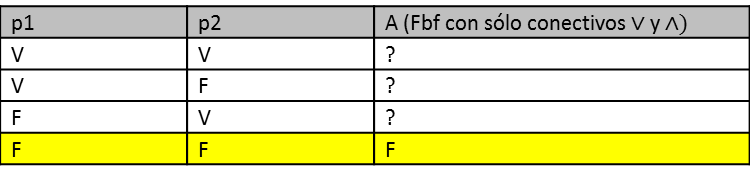 p1 p2 A (Fbf con sólo conectivos ∨ y ∧)
V V ?
V F ?
F V ?
F F F